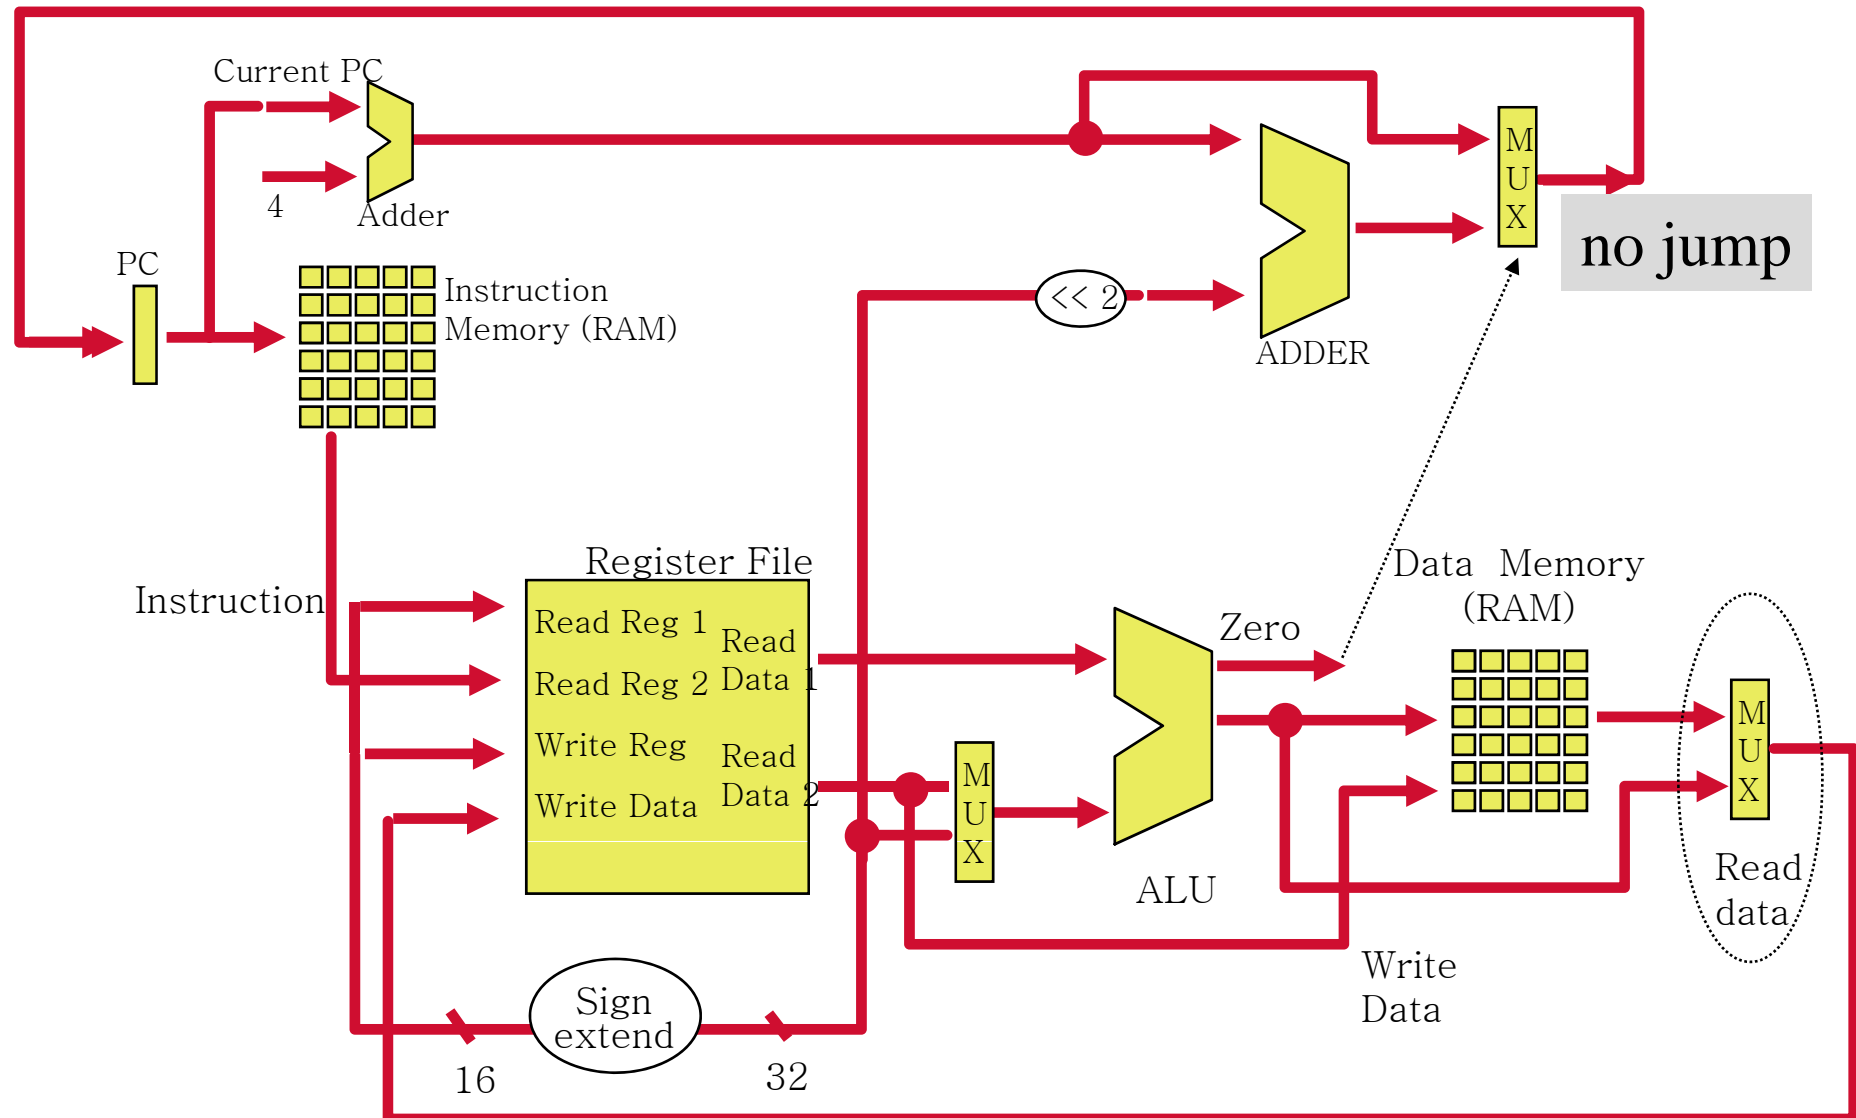 Current PC
4
Adder
PC
Instruction
Memory (RAM)
M
U
X
no jump
<< 2
ADDER
Instruction
Register File
Read Reg 1
Read Reg 2
Write Reg
Write Data
Read
Data 1
Read
Data 2
M
U
X
Zero
ALU
Data Memory
(RAM)
M
U
X
Read
data
Write
Data
Sign
extend
16
32